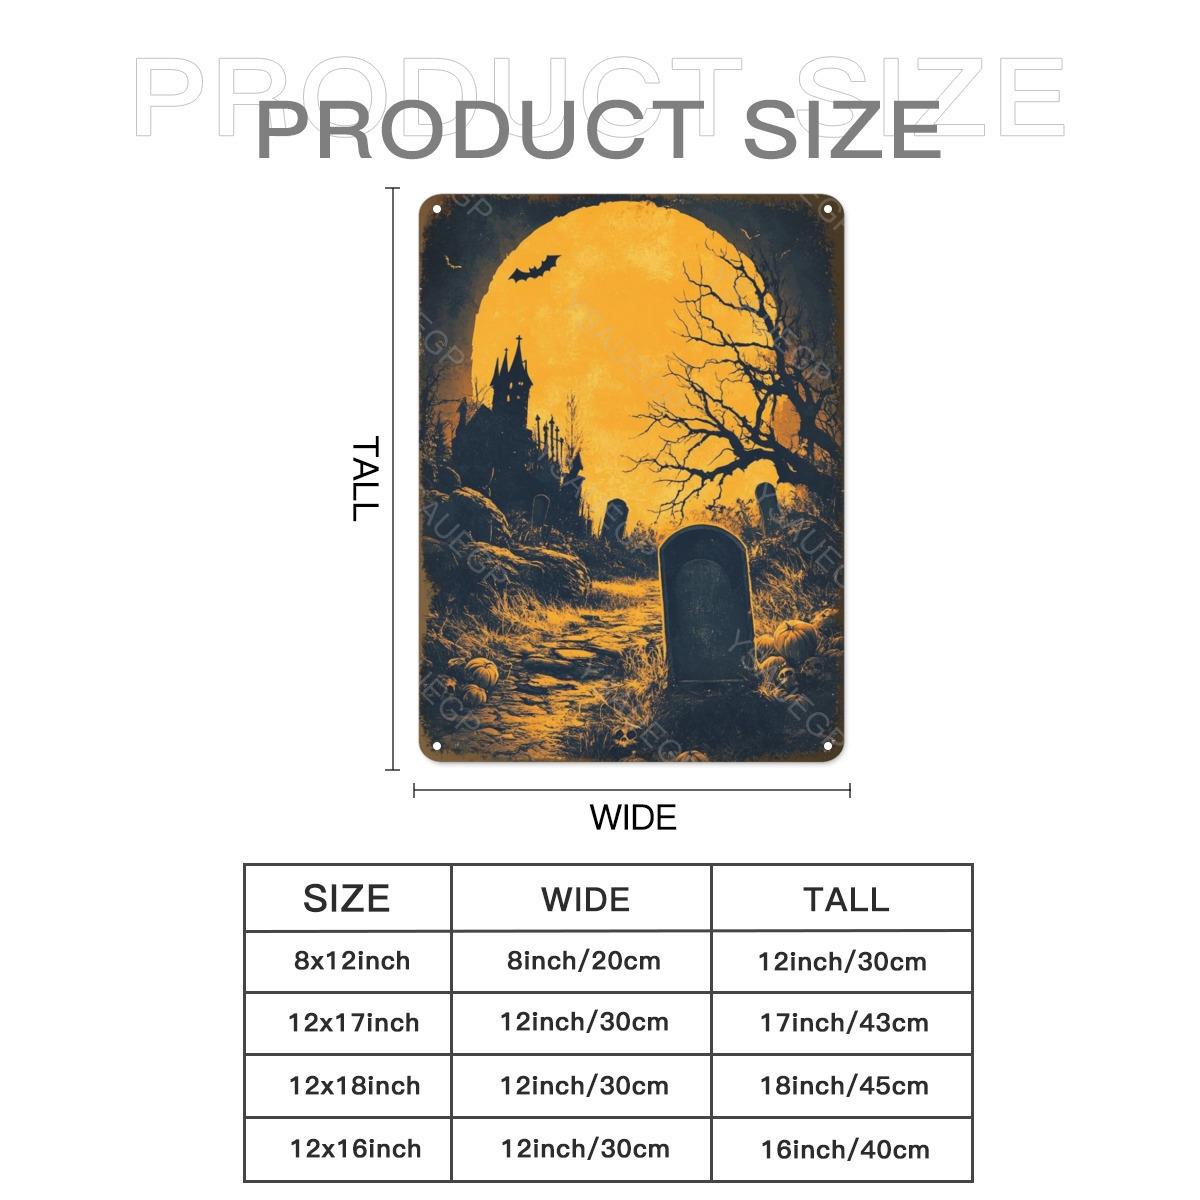 PRODUCT SIZE
PRODUCT SIZE
TALL
WIDE
SIZE WIDE TALL
8x12inch 8inch/20cm 12inch/30cm
12x17inch 12inch/30cm 17inch/43cm
12x18inch 12inch/30cm 18inch/45cm
12x16inch 12inch/30cm 16inch/40cm